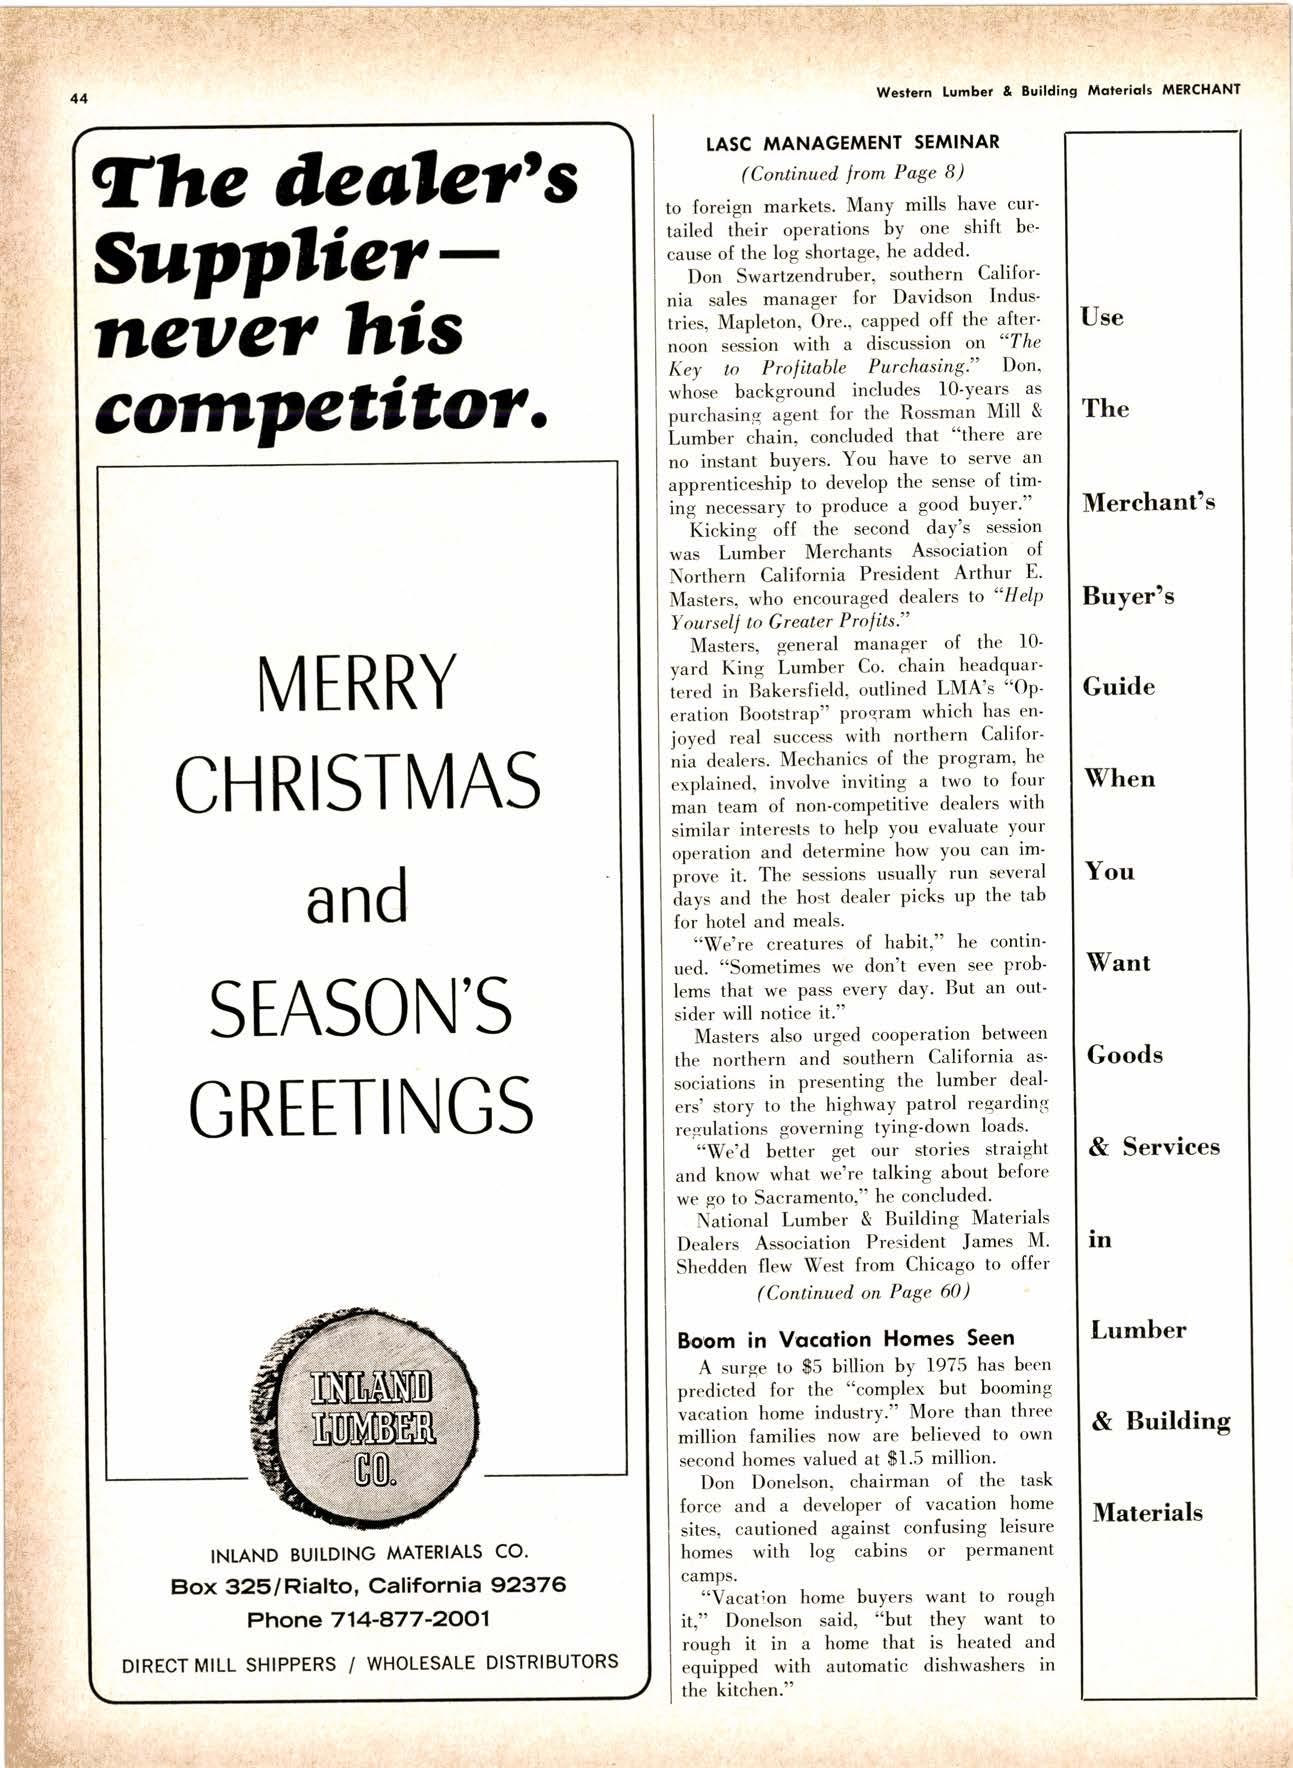 44
Western Lumber & Building Materials MERCHANT
The dealer's
Supplier—
never his
competitor.
MERRY
CHRISTMAS
and
SEASON'S
GREETINGS
INLAND
LUMBER
CO.
INLAND BUILDING MATERIALS CO.
Box 325/Rialto, California 92376
Phone 714-877-2001
DIRECT MILL SHIPPERS / WHOLESALE DISTRIBUTORS
LASC MANAGEMENT SEMINAR
(Continued from Page 8)
to foreign markets. Many mills have cur-
tailed their operations by one shift be-
cause of the log shortage, he added.
Don Swartzendruber, southern Califor-
nia sales manager for Davidson Indus-
tries, Mapleton, Ore., capped off the after-
noon session with a discussion on "The
Key to Profitable Purchasing." Don,
whose background includes 10-years as
purchasing agent for the Rossman Mill &
Lumber chain, concluded that "there are
no instant buyers. You have to serve an
apprenticeship to develop the sense of tim-
ing necessary to produce a good buyer."
Kicking off the second day's session
was Lumber Merchants Association of
Northern California President Arthur E.
Masters, who encouraged dealers to "Help
Yourself to Greater Profits."
Masters, general manager of the 10-
yard King Lumber Co. chain headquar-
tered in Bakersfield, outlined LMA's "Op-
eration Bootstrap" program which has en-
joyed real success with northern Califor-
nia dealers. Mechanics of the program, he
explained, involve inviting a two to four
man team of non-competitive dealers with
similar interests to help you evaluate your
operation and determine how you can im-
prove it. The sessions usually run several
days and the host dealer picks up the tab
for hotel and meals.
"We're creatures of habit," he contin-
ued. "Sometimes we don't even see prob-
lems that we pass every day. But an out-
sider will notice it."
Masters also urged cooperation between
the northern and southern California as-
sociations in presenting the lumber deal-
ers' story to the highway patrol regarding
regulations governing tying-down loads.
"We'd better get our stories straight
and know what we're talking about before
we go to Sacramento," he concluded.
National Lumber & Building Materials
Dealers Association President James M.
Shedden flew West from Chicago to offer
(Continued on Page 60)
Boom in Vacation Homes Seen
A surge to $5 billion by 1975 has been
predicted for the "complex but booming
vacation home industry." More than three
million families now are believed to own
second homes valued at $1.5 million.
Don Donelson, chairman of the task
force and a developer of vacation home
sites, cautioned against confusing leisure
homes with log cabins or permanent
camps.
"Vacation home buyers want to rough
it," Donelson said, "but they want to
rough it in a home that is heated and
equipped with automatic dishwashers in
the kitchen."
Use
The
Merchant's
Buyer's
Guide
When
You
Want
Goods
& Services
in
Lumber
& Building
Materials